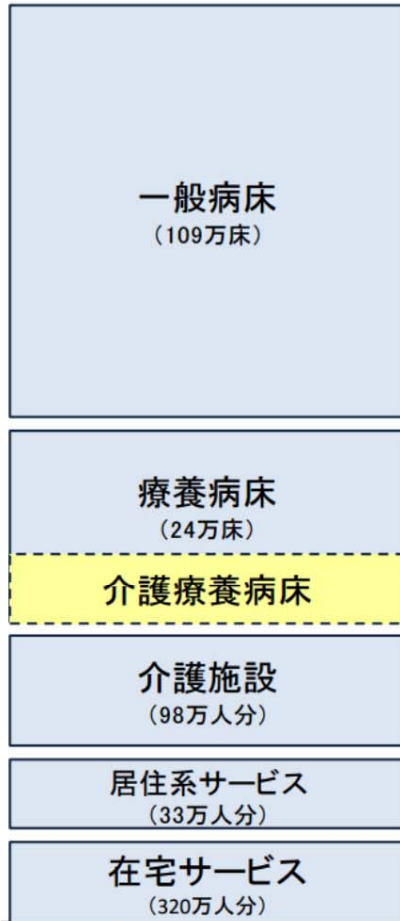 一般病床
（109万床）
療養病床
（24万床）
介護療養病床
介護施設
（98万人分）
居住系サービス
（33万人分）
在宅サービス
（320万人分）